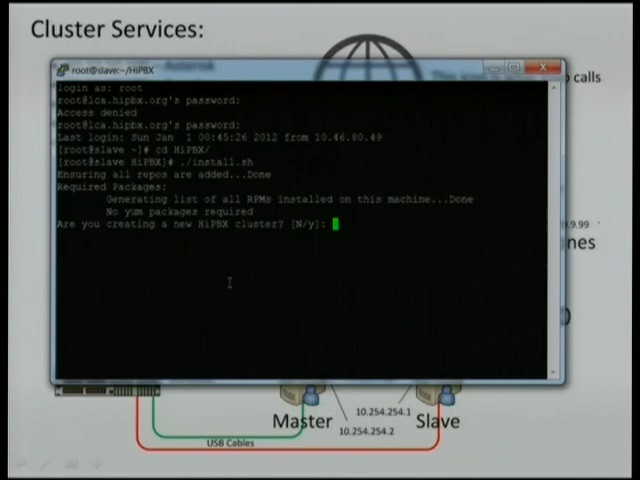 Cluster Services:
root@slave:~/HiPBX
login as: root
root@lca.hipbx.org's password:
Access denied
root@lca.hipbx.org's password:
Last login: Sun Jan 1 00:45:26 2012 from 10.46.80.49
[root@slave ~]# cd HiPBX/
[root@slave HiPBX]# ./install.sh
Ensuring all repos are added...Done
Required Packages:
Generating list of all RPMs installed on this machine...Done
No yum packages required
Are you creating a new HiPBX cluster? [N/y]:
calls
.9.99
nes
Master
10.254.254.2
10.254.254.1
Slave
USB Cables